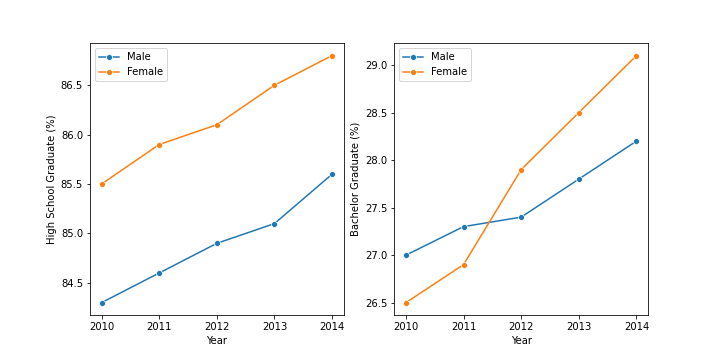 Male
Female
86.5
86.0
85.5
85.0
84.5
High School Graduate (%)
2010 2011 2012 2013 2014
Year
Male
Female
29.0
28.5
28.0
27.5
27.0
26.5
Bachelor Graduate (%)
2010 2011 2012 2013 2014
Year